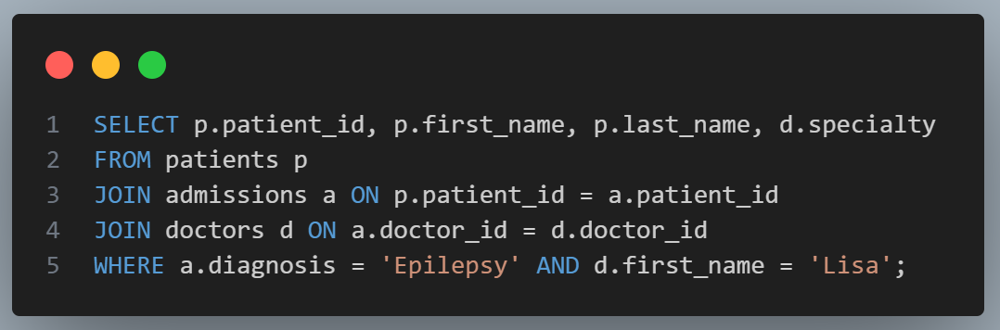 1 SELECT p.patient_id, p.first_name, p.last_name, d.specialty
2 FROM patients p
3 JOIN admissions a ON p.patient_id = a.patient_id
4 JOIN doctors d ON a.doctor_id = d.doctor_id
5 WHERE a.diagnosis = 'Epilepsy' AND d.first_name = 'Lisa';